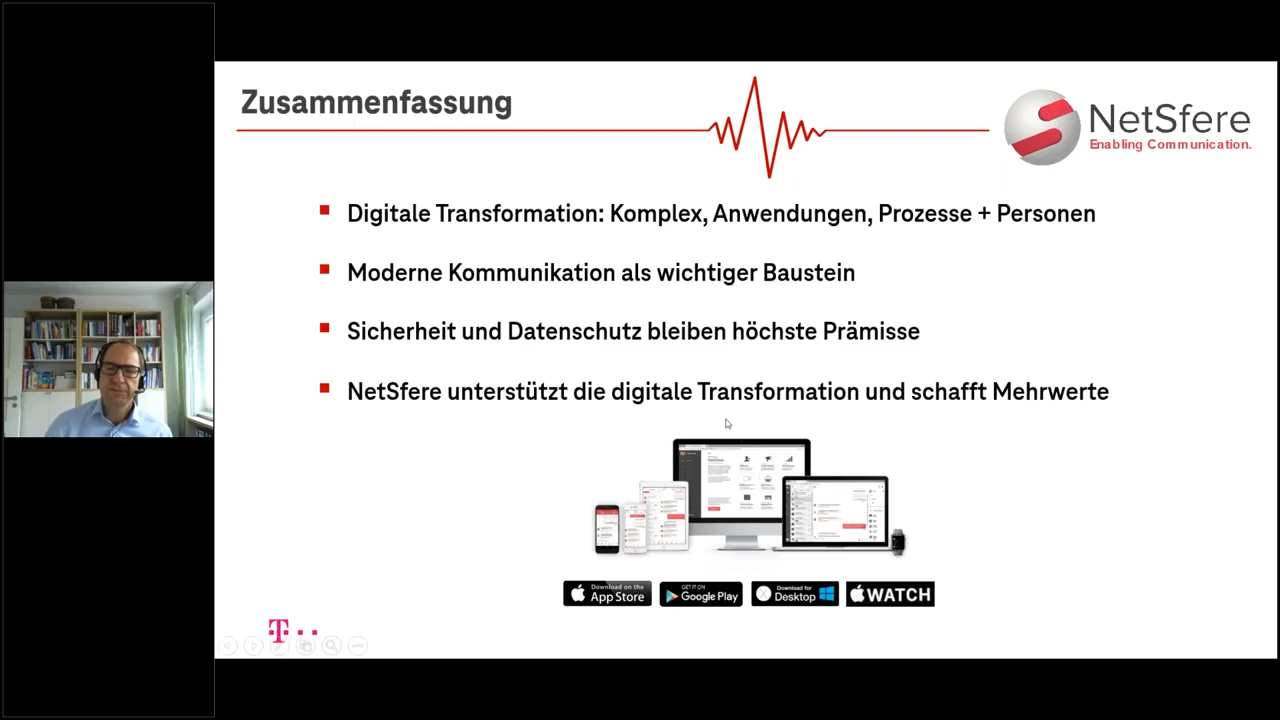 Zusammenfassung
NetSfere
Enabling Communication.
Digitale Transformation: Komplex, Anwendungen, Prozesse + Personen
Moderne Kommunikation als wichtiger Baustein
Sicherheit und Datenschutz bleiben höchste Prämisse
NetSfere unterstützt die digitale Transformation und schafft Mehrwerte
Download on the
App Store
GET IT ON
Google Play
Download for
Desktop
WATCH
T